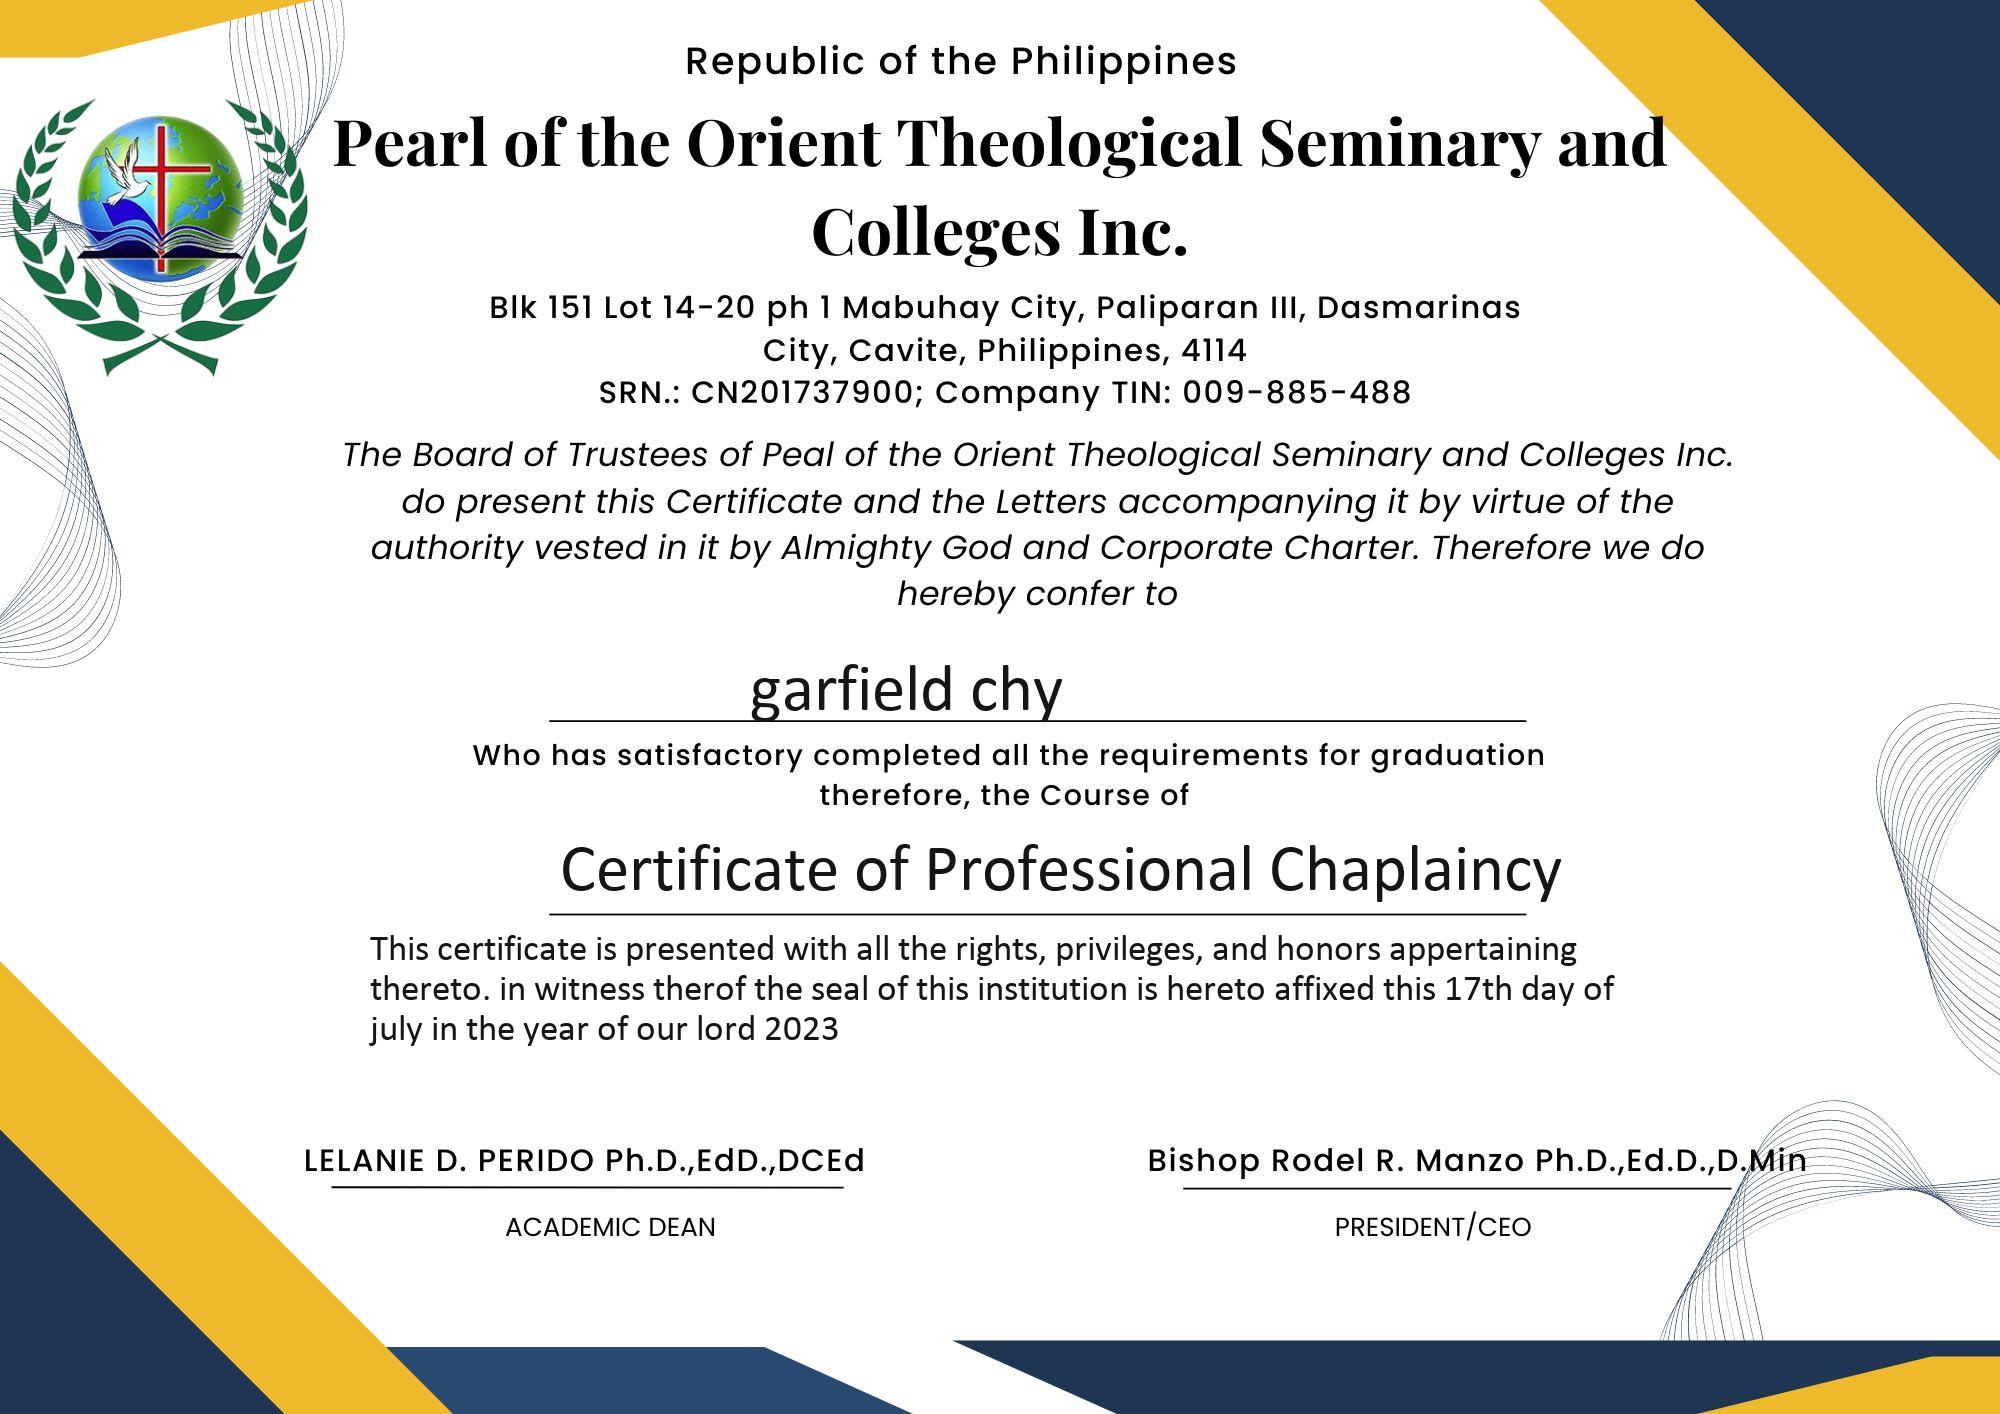 Republic of the Philippines
Pearl of the Orient Theological Seminary and
Colleges Inc.
Blk 151 Lot 14-20 ph 1 Mabuhay City, Paliparan III, Dasmarinas
City, Cavite, Philippines, 4114
SRN.: CN201737900; Company TIN: 009-885-488
The Board of Trustees of Peal of the Orient Theological Seminary and Colleges Inc.
do present this Certificate and the Letters accompanying it by virtue of the
authority vested in it by Almighty God and Corporate Charter. Therefore we do
hereby confer to
garfield chy
Who has satisfactory completed all the requirements for graduation
therefore, the Course of
Certificate of Professional Chaplaincy
This certificate is presented with all the rights, privileges, and honors appertaining
thereto. in witness therof the seal of this institution is hereto affixed this 17th day of
july in the year of our lord 2023
LELANIE D. PERIDO Ph.D.,EdD.,DCEd
Bishop Rodel R. Manzo Ph.D.,Ed.D.,D.Min
ACADEMIC DEAN
PRESIDENT/CEO